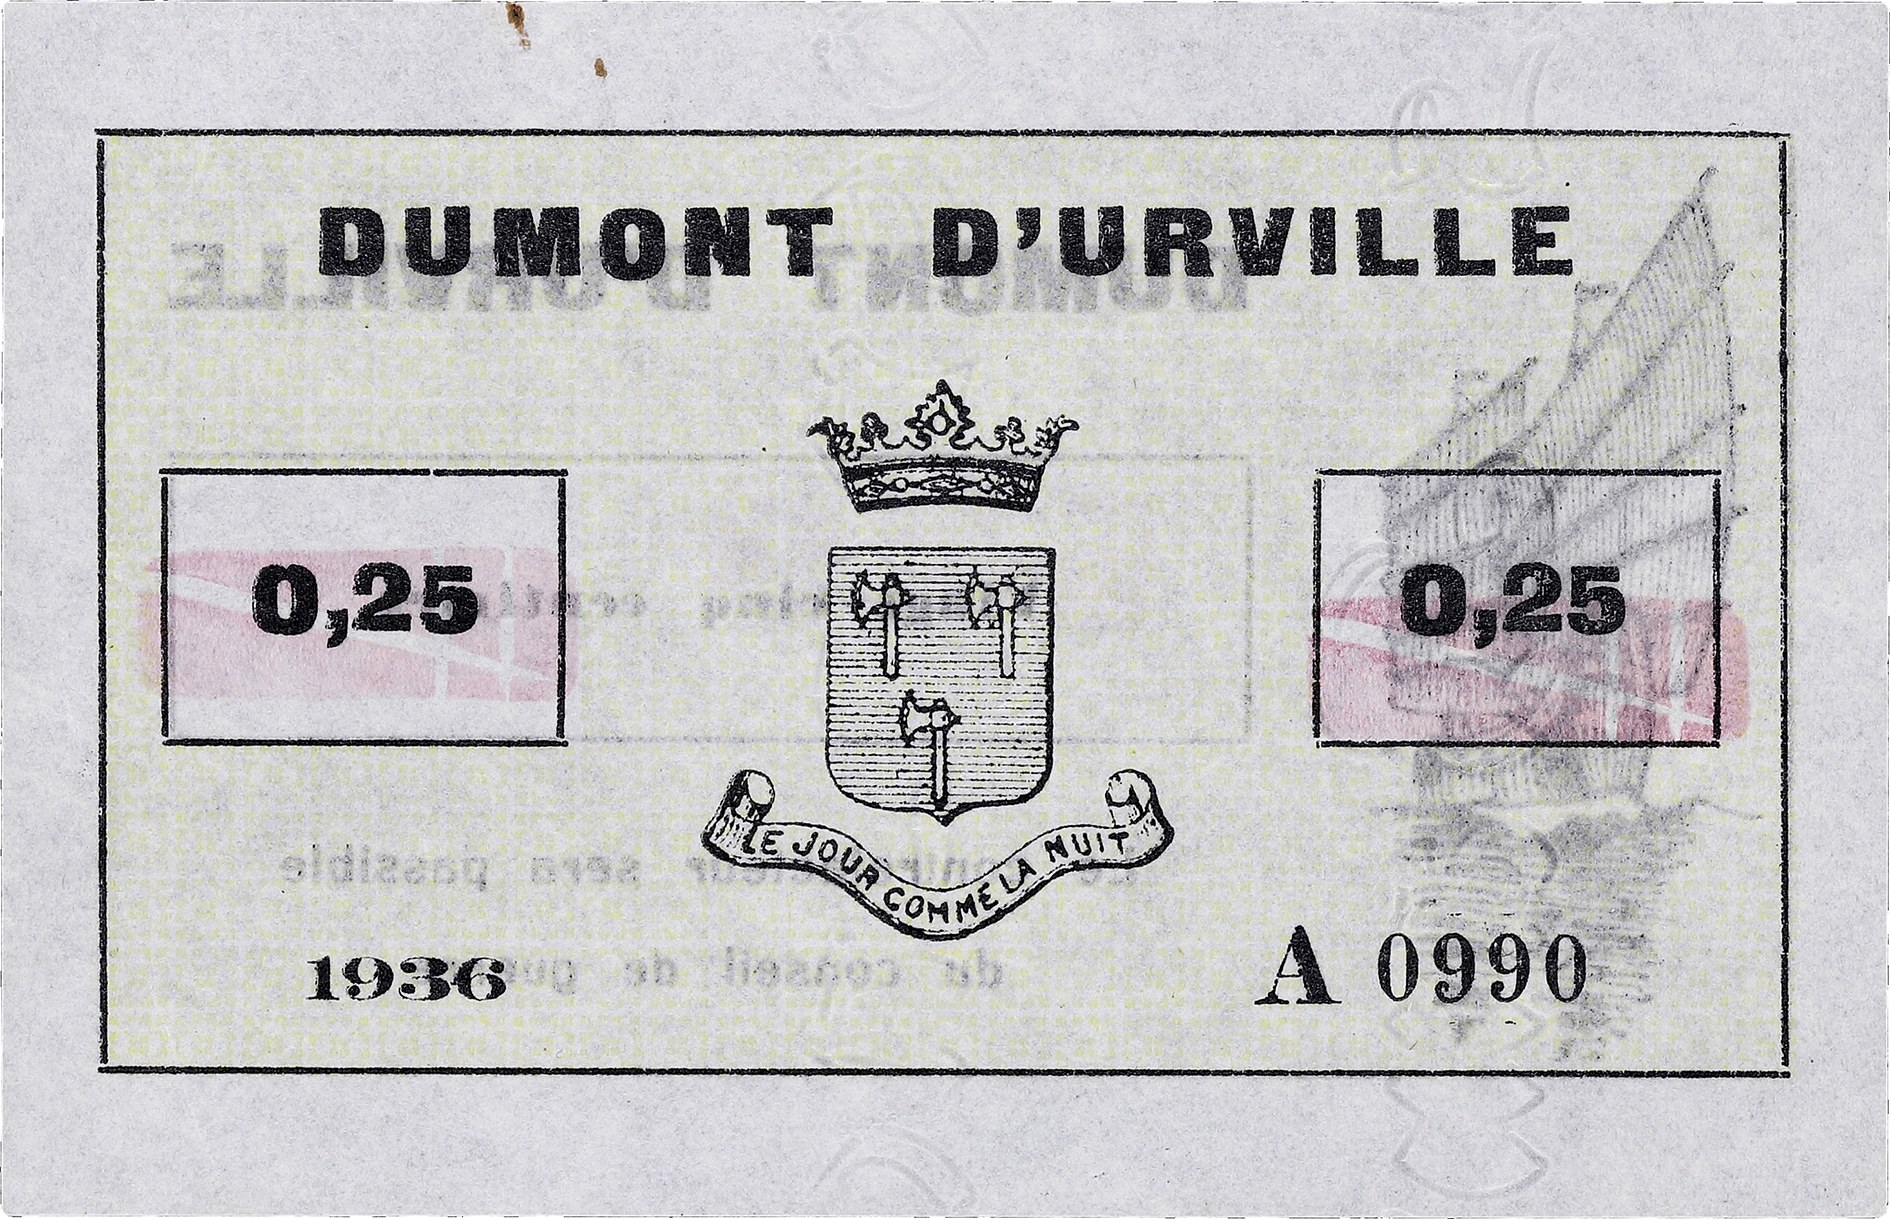 DUMONT D'URVILLE
0,25
0,25
LE JOUR COMME LA NUIT
1936
A 0990